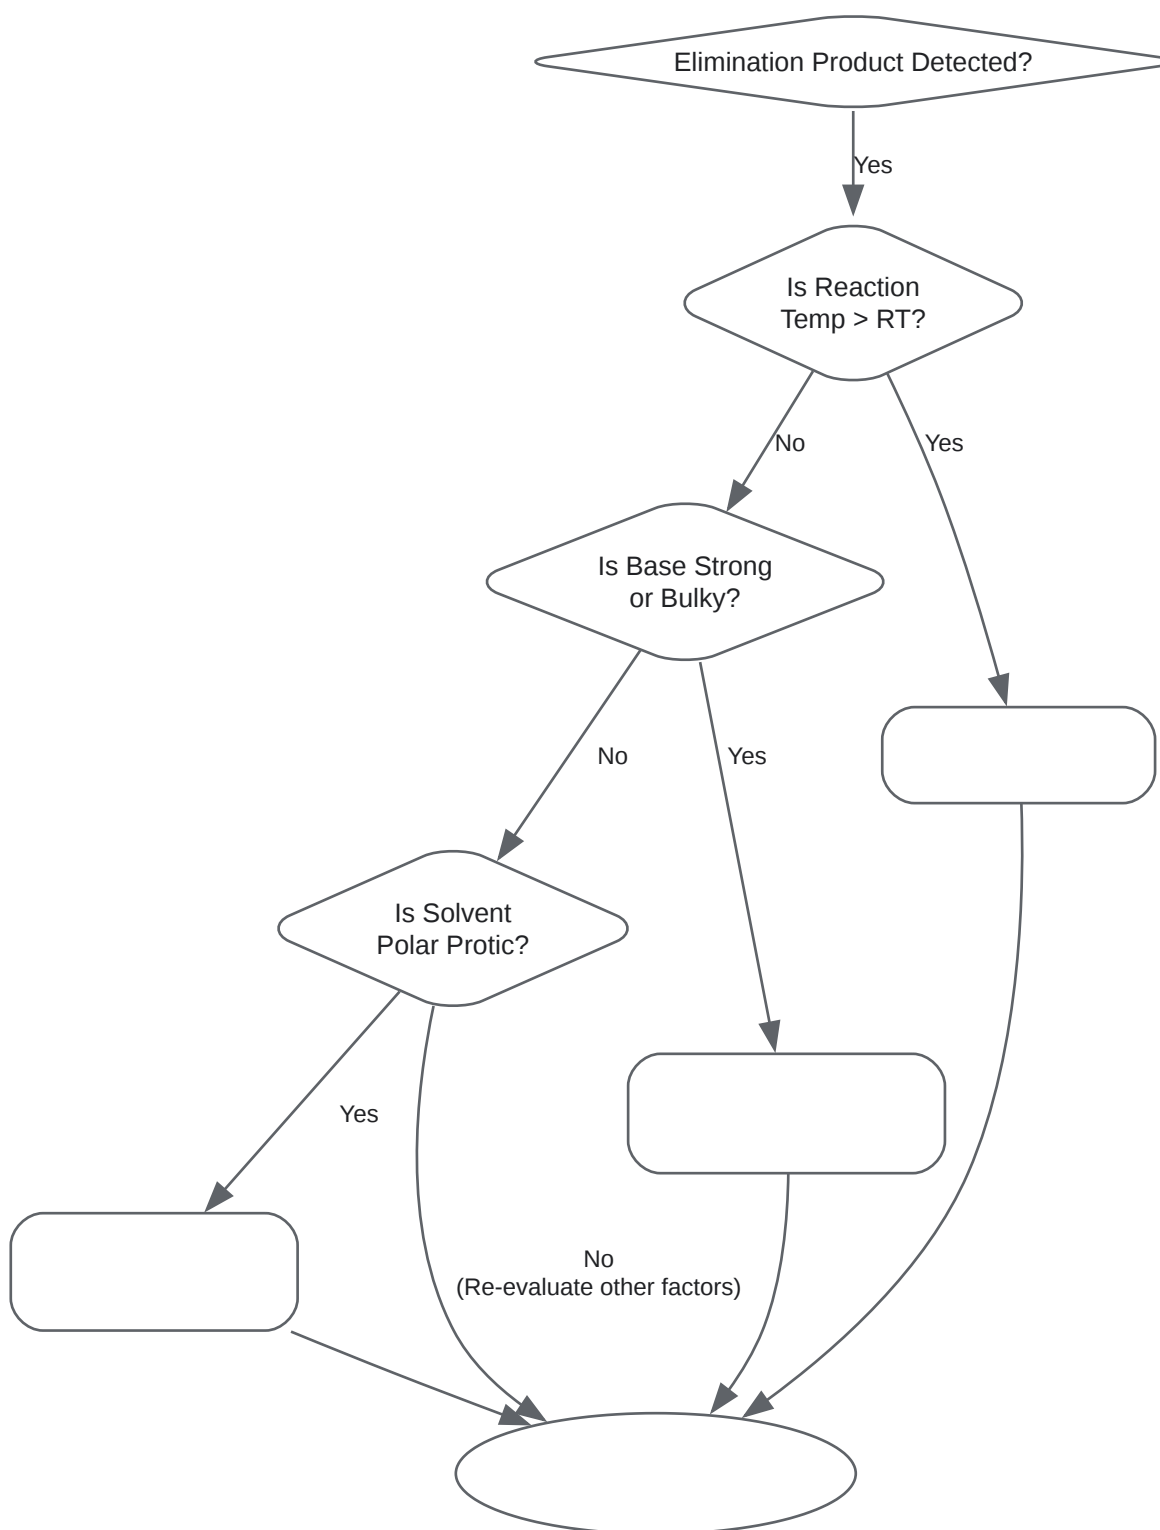 Elimination Product Detected?
Yes
Is Reaction
Temp > RT?
No
Yes
Is Base Strong
or Bulky?
No
Yes
Is Solvent
Polar Protic?
Yes
No
(Re-evaluate other factors)